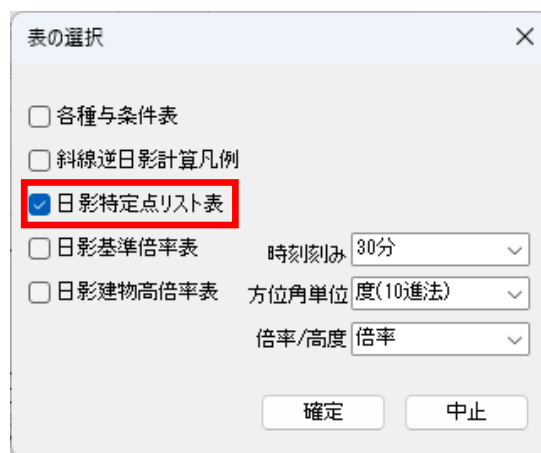 表の選択
各種与条件表
斜線逆日影計算凡例
日影特定点リスト表
日影基準倍率表 時刻刻み 30分
日影建物高倍率表 方位角単位 度(10進法)
倍率/高度 倍率
確定 中止